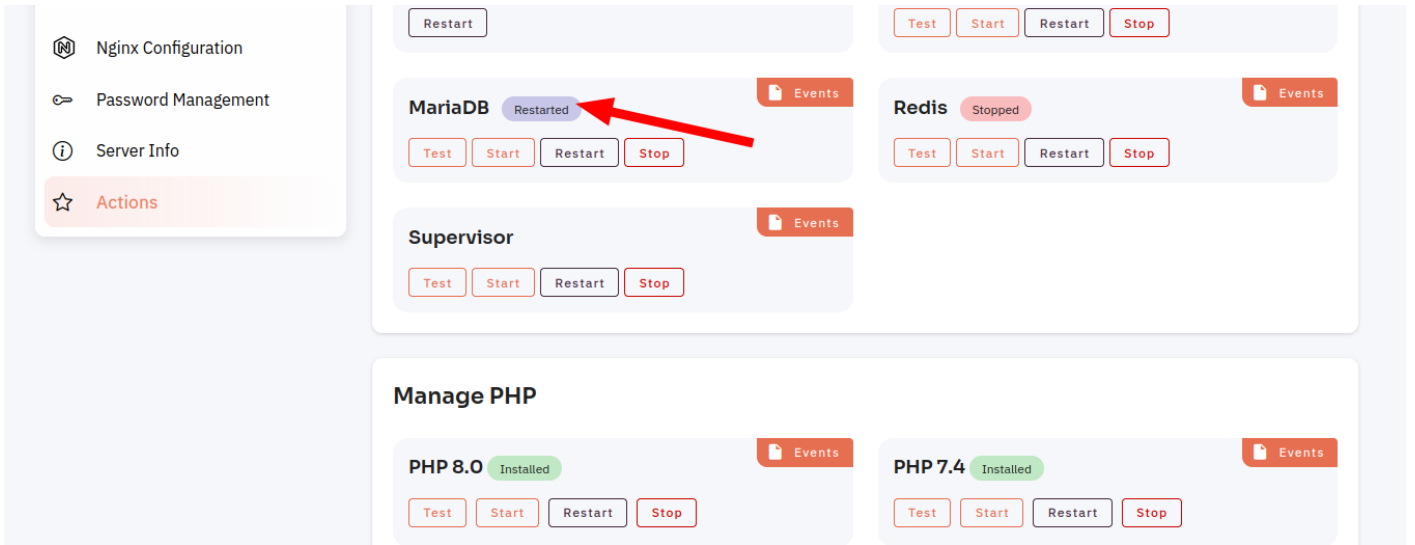 Restart
Test Start Restart Stop
Nginx Configuration
Password Management
Server Info
Actions
MariaDB Restarted Events
Test Start Restart Stop
Redis Stopped Events
Test Start Restart Stop
Supervisor Events
Test Start Restart Stop
Manage PHP
PHP 8.0 Installed Events
Test Start Restart Stop
PHP 7.4 Installed Events
Test Start Restart Stop